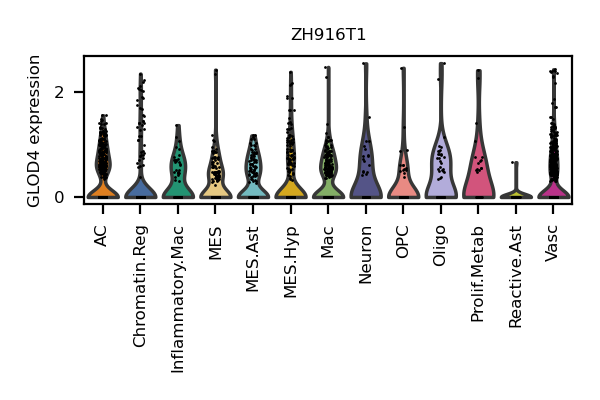 ZH916T1
GLOD4 expression
2
0
AC
Chromatin.Reg
Inflammatory.Mac
MES
MES.Ast
MES.Hyp
Mac
Neuron
OPC
Oligo
Prolif.Metab
Reactive.Ast
Vasc